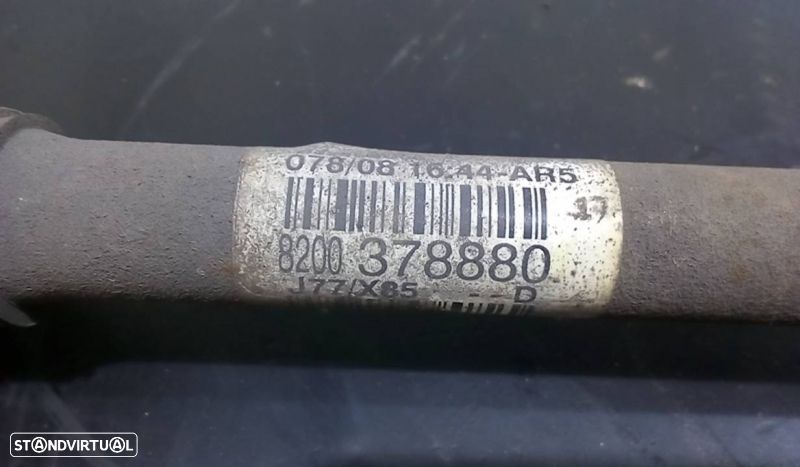 078/08 16:44-AR5
17
8200 378880
J77/X85 - - D
STANDVIRTUAL